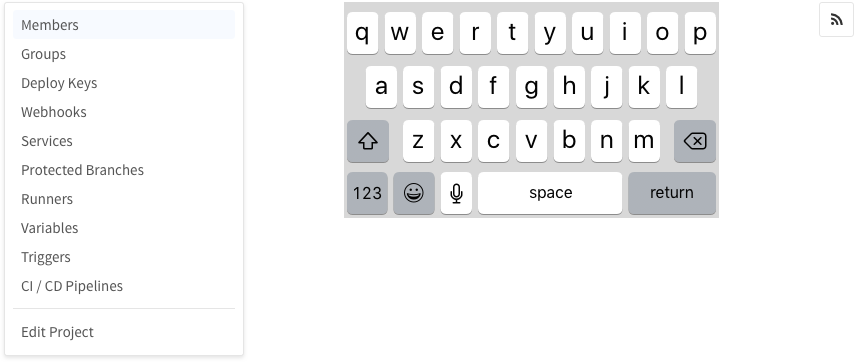 Members
Groups
Deploy Keys
Webhooks
Services
Protected Branches
Runners
Variables
Triggers
CI / CD Pipelines
Edit Project
q w e r t y u i o p
a s d f g h j k l
z x c v b n m
123 space return